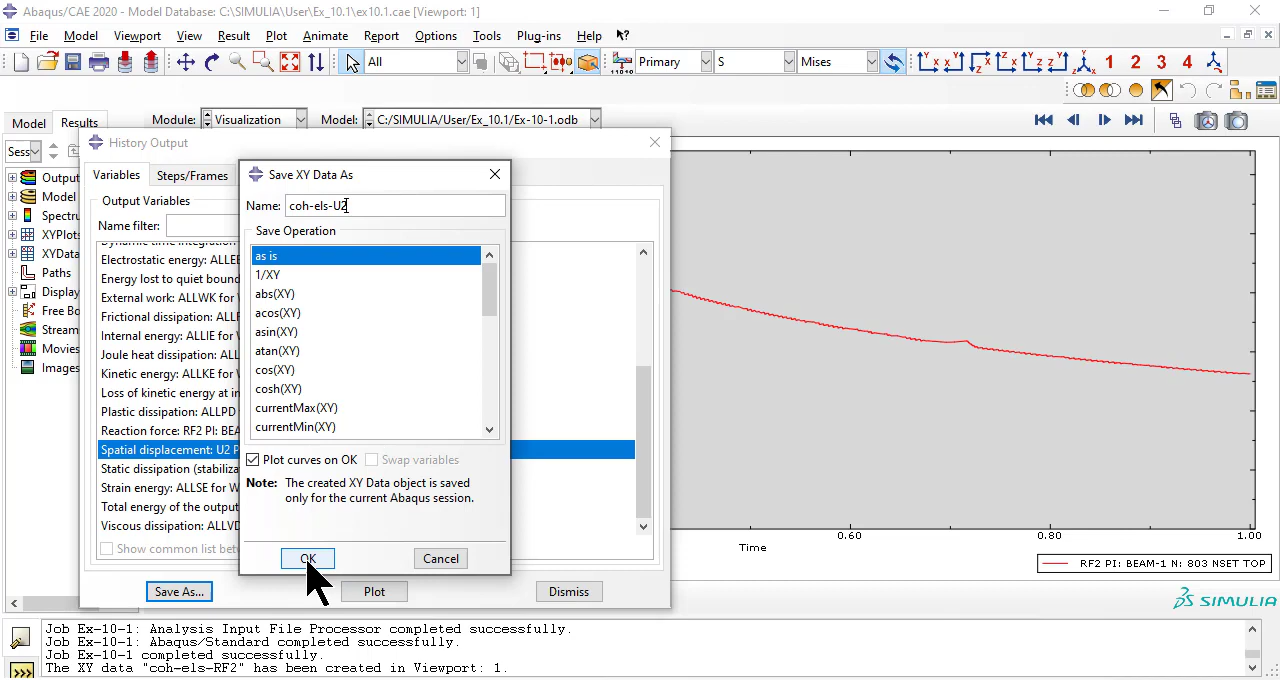 Abaqus/CAE 2020 - Model Database: C:\SIMULIA\User\Ex_10.1\ex10.1.cae [Viewport: 1]
File Model Viewport View Result Plot Animate Report Options Tools Plug-ins Help
All Primary S Mises
1 2 3 4
Model Results Module: Visualization Model: C:/SIMULIA/User/Ex_10.1/Ex-10-1.odb
Sess
Output
Model
Spectru
XYPlots
XYData
Paths
Display
Free Bo
Stream
Movies
Images
History Output
Variables Steps/Frames
Output Variables
Name filter:
Electrostatic energy: ALLEE
Energy lost to quiet bound
External work: ALLWK for W
Frictional dissipation: ALLF
Internal energy: ALLIE for W
Joule heat dissipation: ALL
Kinetic energy: ALLKE for W
Loss of kinetic energy at in
Plastic dissipation: ALLPD
Reaction force: RF2 PI: BEA
Spatial displacement: U2 P
Static dissipation (stabiliza
Strain energy: ALLSE for W
Total energy of the output
Viscous dissipation: ALLVD
Show common list betw
Save As... Plot Dismiss
Save XY Data As
Name: coh-els-U2
Save Operation
as is
1/XY
abs(XY)
acos(XY)
asin(XY)
atan(XY)
cos(XY)
cosh(XY)
currentMax(XY)
currentMin(XY)
Plot curves on OK Swap variables
Note: The created XY Data object is saved
only for the current Abaqus session.
OK Cancel
0.60 0.80 1.00
Time
RF2 PI: BEAM-1 N: 803 NSET TOP
SIMULIA
Job Ex-10-1: Analysis Input File Processor completed successfully.
Job Ex-10-1: Abaqus/Standard completed successfully.
Job Ex-10-1 completed successfully.
The XY data "coh-els-RF2" has been created in Viewport: 1.